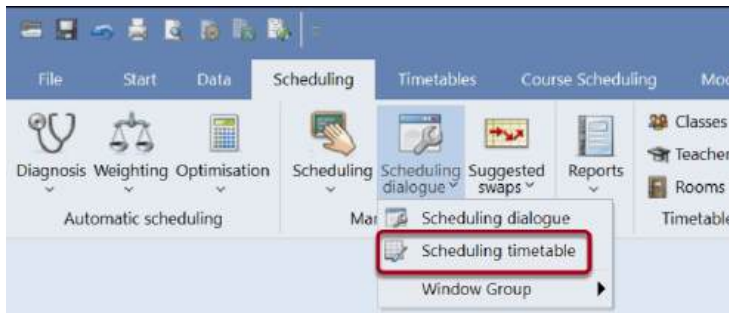 File Start Data Scheduling Timetables Course Scheduling
Diagnosis Weighting Optimisation Scheduling Scheduling dialogue Suggested swaps Reports
Classes
Teacher
Rooms
Automatic scheduling Timetable
Scheduling dialogue
Scheduling timetable
Window Group